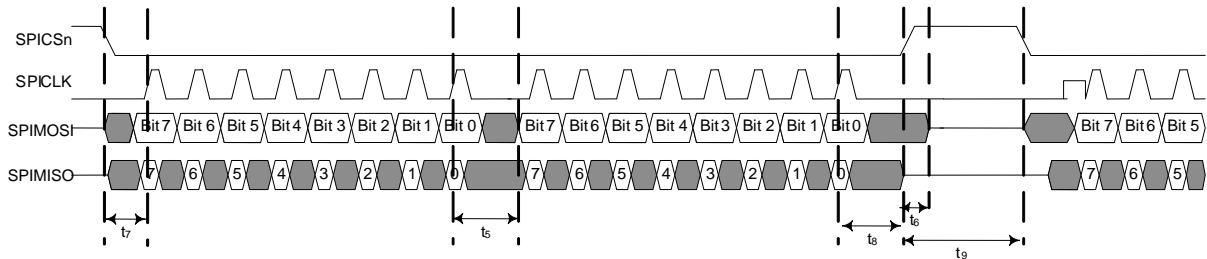 SPICSn
SPICLK
SPIMOSI Bit 7 Bit 6 Bit 5 Bit 4 Bit 3 Bit 2 Bit 1 Bit 0 Bit 7 Bit 6 Bit 5 Bit 4 Bit 3 Bit 2 Bit 1 Bit 0 Bit 7 Bit 6 Bit 5
SPIMISO 7 6 5 4 3 2 1 0 7 6 5 4 3 2 1 0 7 6 5
t7 t5 t8 t6 t9